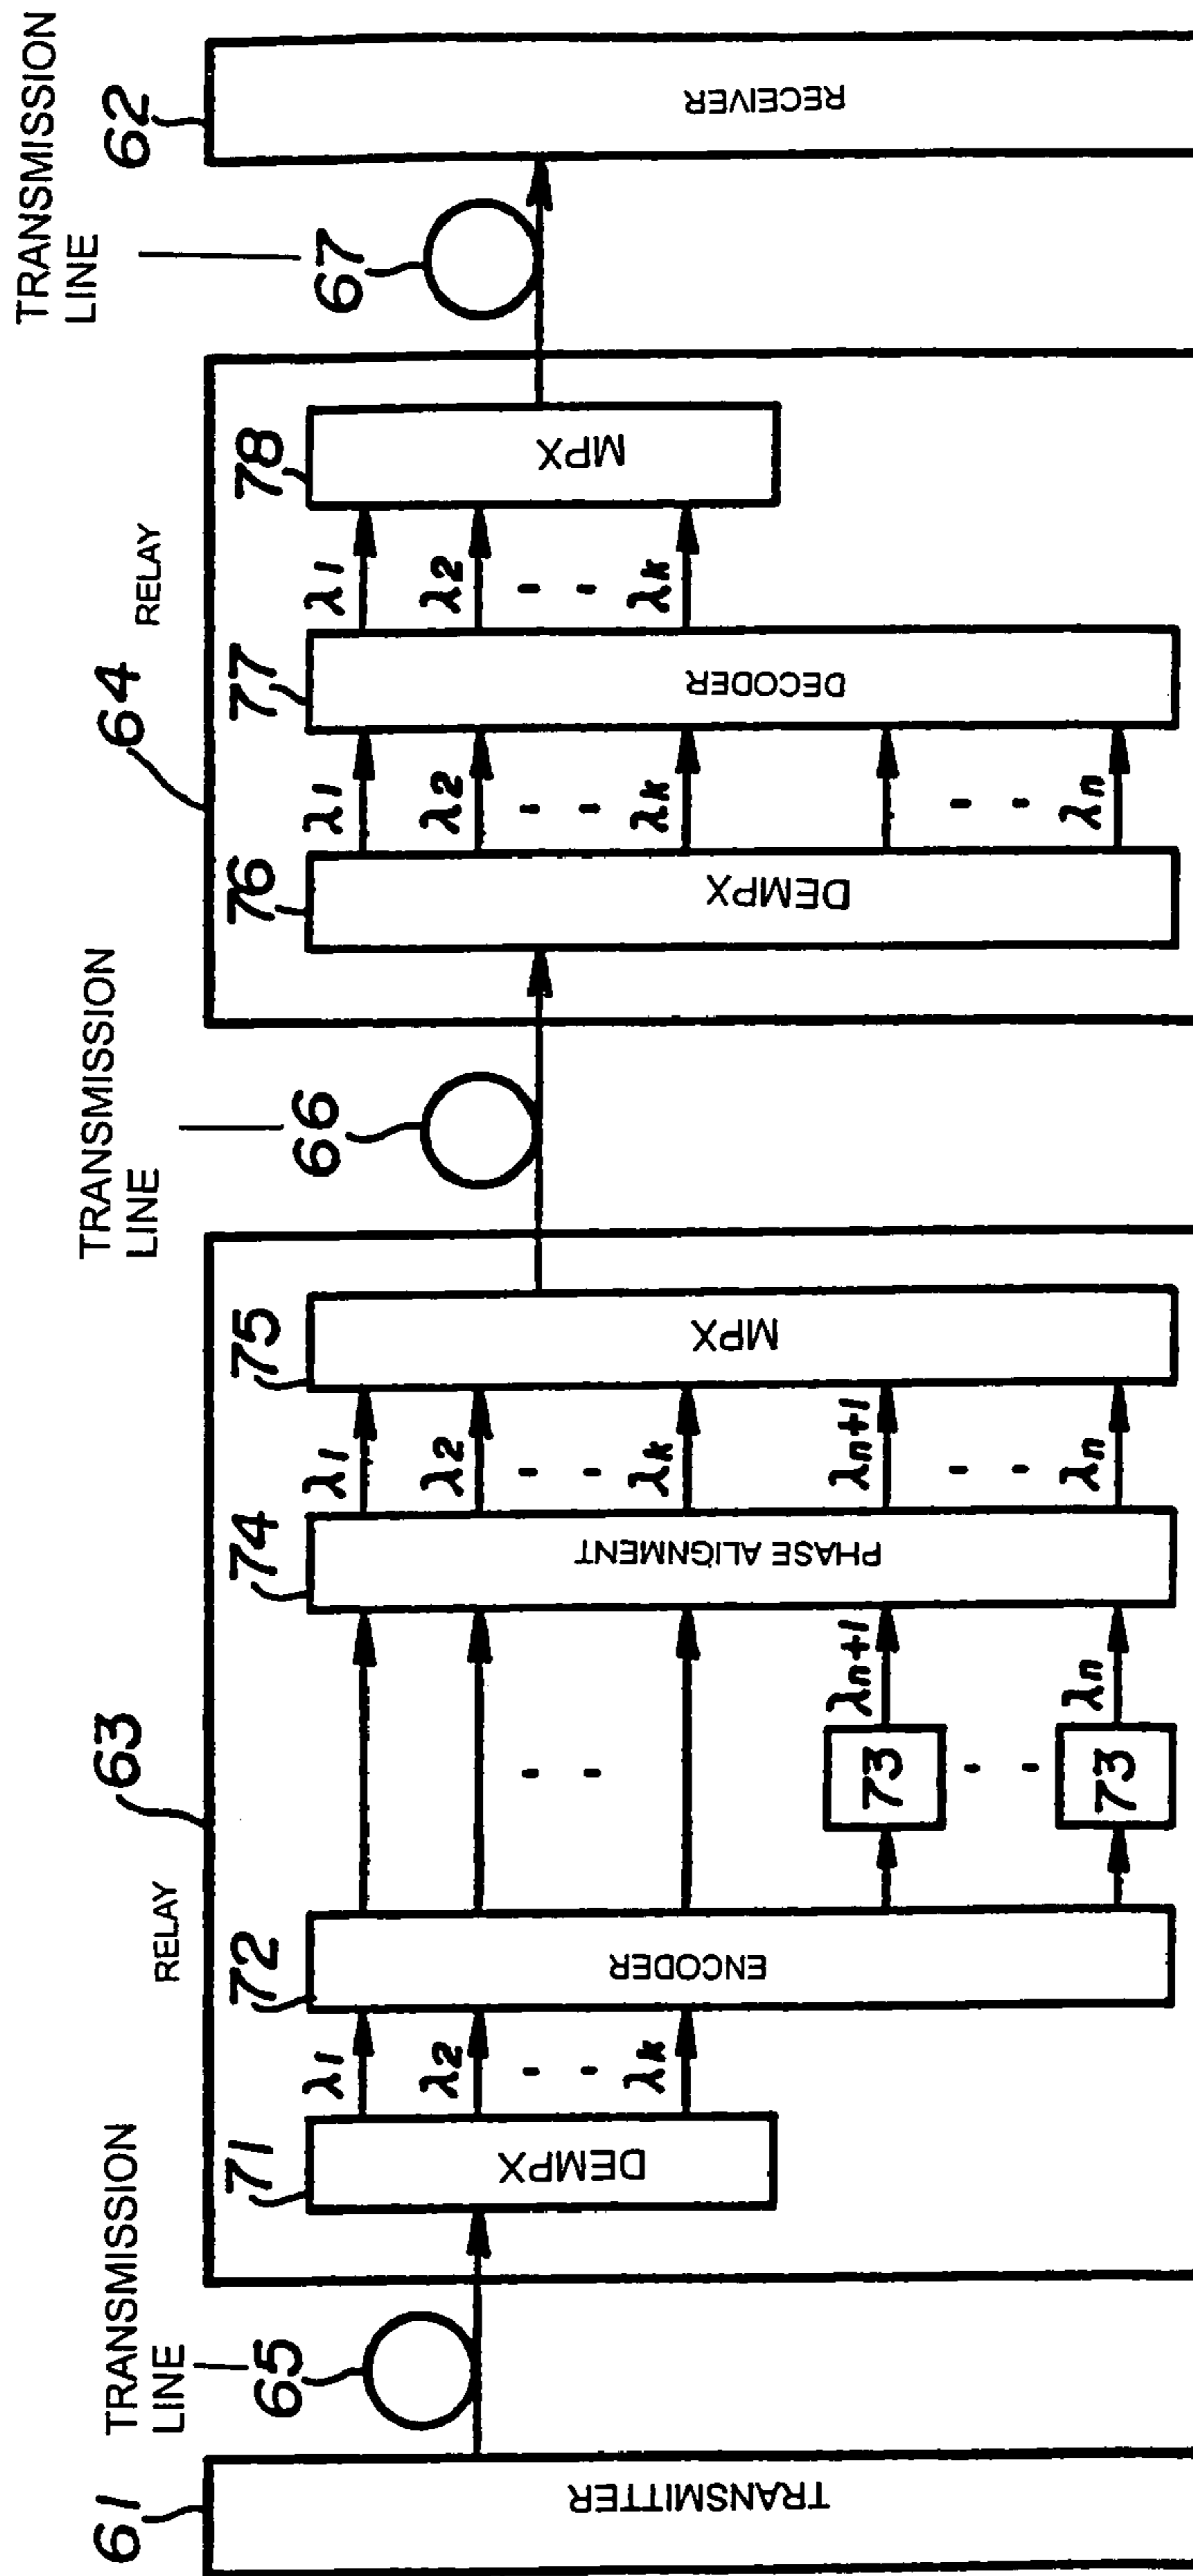 61
TRANSMITTER
TRANSMISSION
LINE
65
63
RELAY
71
DEMPX
λ1
λ2
λk
72
ENCODER
73
73
λn+1
λn
74
PHASE ALIGNMENT
λ1
λ2
λk
λn+1
λn
75
MPX
TRANSMISSION
LINE
66
64
RELAY
76
DEMPX
λ1
λ2
λk
λn
77
DECODER
λ1
λ2
λk
78
MPX
TRANSMISSION
LINE
67
62
RECEIVER